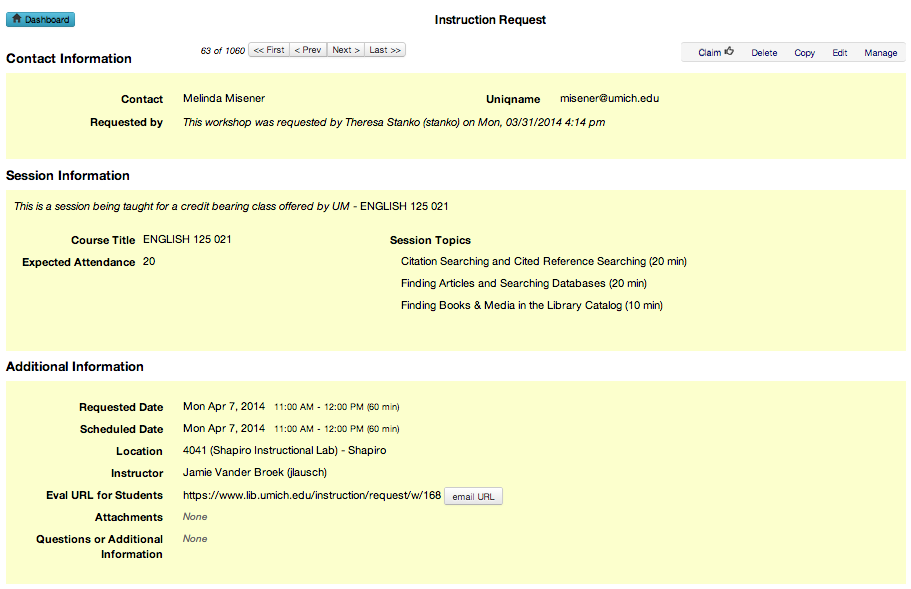 Dashboard
Instruction Request
63 of 1060 << First < Prev Next > Last >>
Claim Delete Copy Edit Manage
Contact Information
Contact Melinda Misener Uniqname misener@umich.edu
Requested by This workshop was requested by Theresa Stanko (stanko) on Mon, 03/31/2014 4:14 pm
Session Information
This is a session being taught for a credit bearing class offered by UM - ENGLISH 125 021
Course Title ENGLISH 125 021 Session Topics
Expected Attendance 20 Citation Searching and Cited Reference Searching (20 min)
Finding Articles and Searching Databases (20 min)
Finding Books & Media in the Library Catalog (10 min)
Additional Information
Requested Date Mon Apr 7, 2014 11:00 AM - 12:00 PM (60 min)
Scheduled Date Mon Apr 7, 2014 11:00 AM - 12:00 PM (60 min)
Location 4041 (Shapiro Instructional Lab) - Shapiro
Instructor Jamie Vander Broek (jlausch)
Eval URL for Students https://www.lib.umich.edu/instruction/request/w/168 email URL
Attachments None
Questions or Additional None
Information